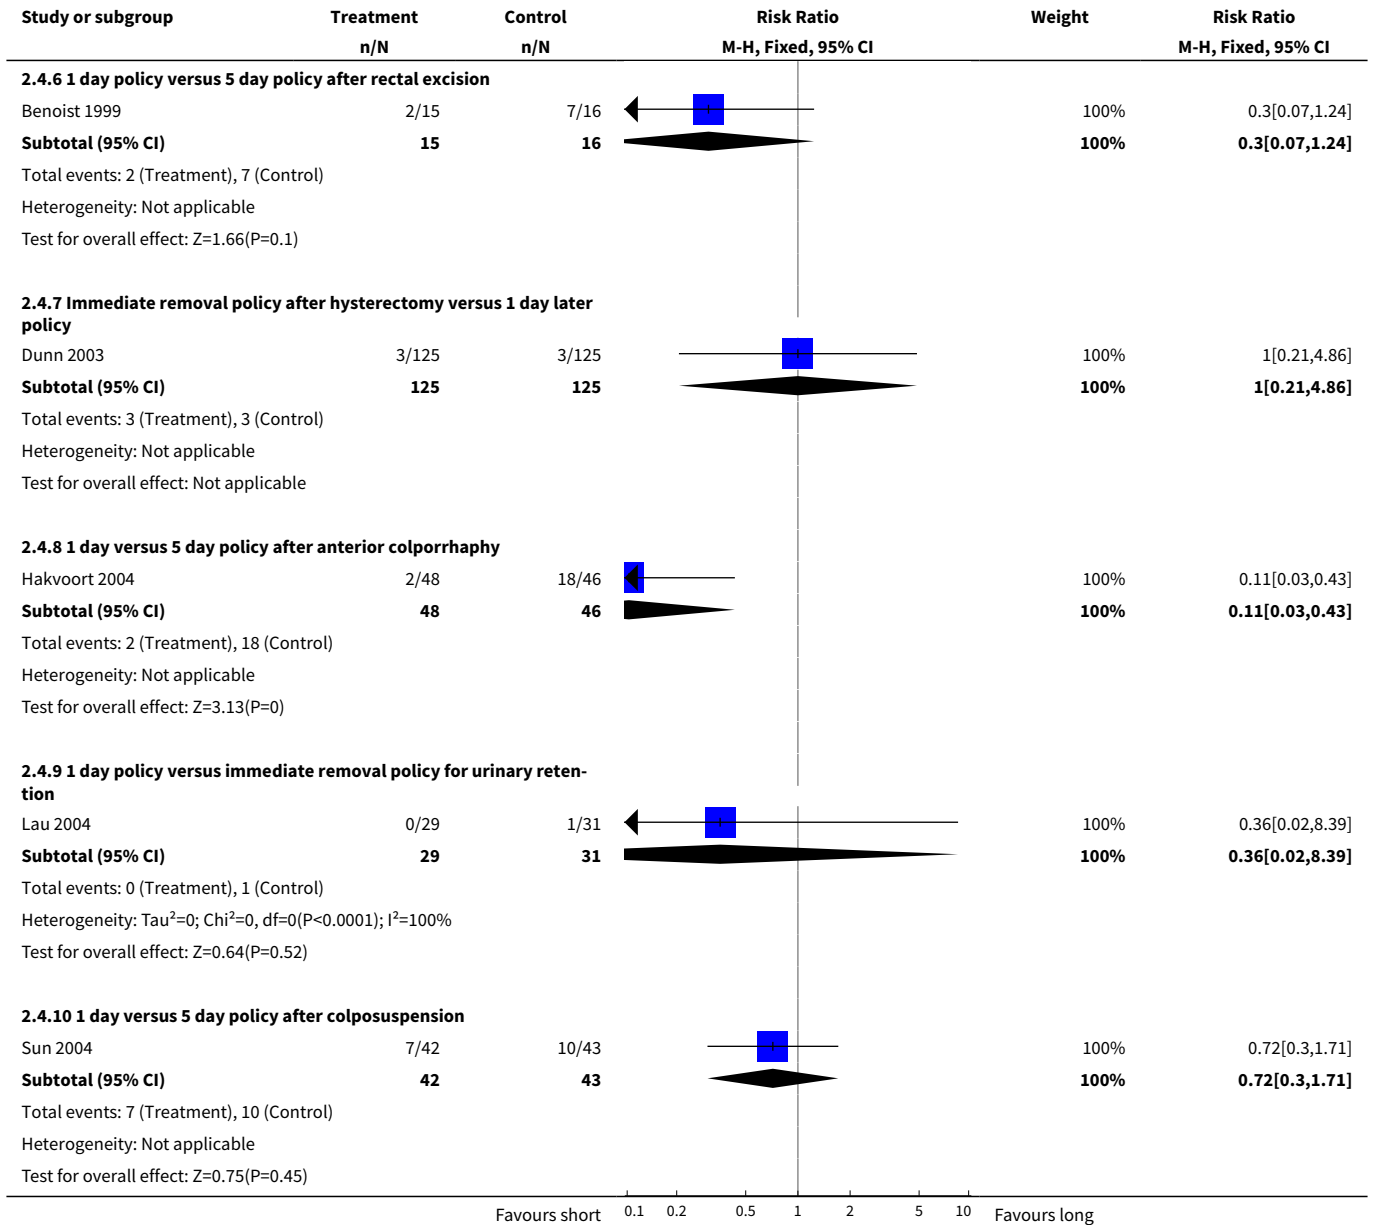 Study or subgroup Treatment Control Risk Ratio Weight Risk Ratio
n/N n/N M-H, Fixed, 95% CI M-H, Fixed, 95% CI
2.4.6 1 day policy versus 5 day policy after rectal excision
Benoist 1999 2/15 7/16 100% 0.3[0.07,1.24]
Subtotal (95% CI) 15 16 100% 0.3[0.07,1.24]
Total events: 2 (Treatment), 7 (Control)
Heterogeneity: Not applicable
Test for overall effect: Z=1.66(P=0.1)
2.4.7 Immediate removal policy after hysterectomy versus 1 day later
policy
Dunn 2003 3/125 3/125 100% 1[0.21,4.86]
Subtotal (95% CI) 125 125 100% 1[0.21,4.86]
Total events: 3 (Treatment), 3 (Control)
Heterogeneity: Not applicable
Test for overall effect: Not applicable
2.4.8 1 day versus 5 day policy after anterior colporrhaphy
Hakvoort 2004 2/48 18/46 100% 0.11[0.03,0.43]
Subtotal (95% CI) 48 46 100% 0.11[0.03,0.43]
Total events: 2 (Treatment), 18 (Control)
Heterogeneity: Not applicable
Test for overall effect: Z=3.13(P=0)
2.4.9 1 day policy versus immediate removal policy for urinary reten-
tion
Lau 2004 0/29 1/31 100% 0.36[0.02,8.39]
Subtotal (95% CI) 29 31 100% 0.36[0.02,8.39]
Total events: 0 (Treatment), 1 (Control)
Heterogeneity: Tau²=0; Chi²=0, df=0(P<0.0001); I²=100%
Test for overall effect: Z=0.64(P=0.52)
2.4.10 1 day versus 5 day policy after colposuspension
Sun 2004 7/42 10/43 100% 0.72[0.3,1.71]
Subtotal (95% CI) 42 43 100% 0.72[0.3,1.71]
Total events: 7 (Treatment), 10 (Control)
Heterogeneity: Not applicable
Test for overall effect: Z=0.75(P=0.45)
Favours short 0.1 0.2 0.5 1 2 5 10 Favours long